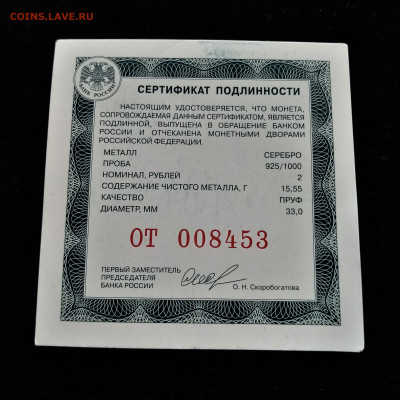 COINS.LAVE.RU
БАНК РОССИИ
СЕРТИФИКАТ ПОДЛИННОСТИ
НАСТОЯЩИМ УДОСТОВЕРЯЕТСЯ, ЧТО МОНЕТА,
СОПРОВОЖДАЕМАЯ ДАННЫМ СЕРТИФИКАТОМ, ЯВЛЯЕТСЯ
ПОДЛИННОЙ, ВЫПУЩЕНА В ОБРАЩЕНИЕ БАНКОМ
РОССИИ И ОТЧЕКАНЕНА МОНЕТНЫМИ ДВОРАМИ
РОССИЙСКОЙ ФЕДЕРАЦИИ.
МЕТАЛЛ СЕРЕБРО
ПРОБА 925/1000
НОМИНАЛ, РУБЛЕЙ 2
СОДЕРЖАНИЕ ЧИСТОГО МЕТАЛЛА, Г 15,55
КАЧЕСТВО ПРУФ
ДИАМЕТР, ММ 33,0
ОТ 008453
ПЕРВЫЙ ЗАМЕСТИТЕЛЬ
ПРЕДСЕДАТЕЛЯ
БАНКА РОССИИ О. Н. Скоробогатова